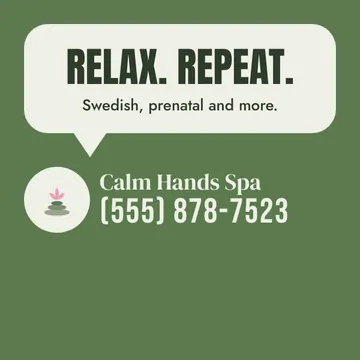 RELAX. REPEAT.
Swedish, prenatal and more.
Calm Hands Spa
(555) 878-7523